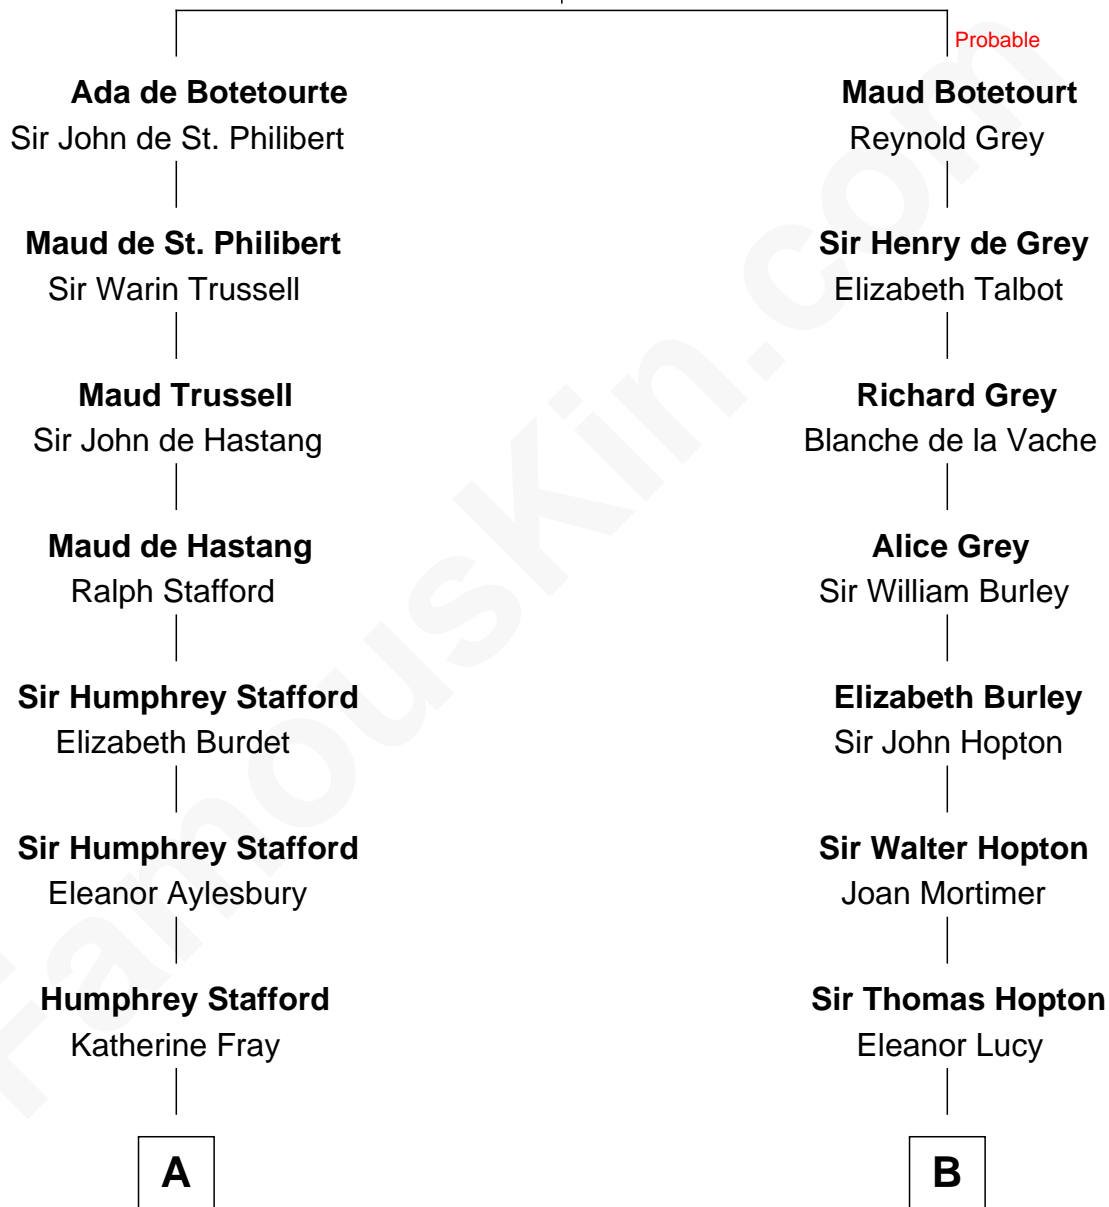 Probable
Ada de Botetourte
Sir John de St. Philibert
Maud Botetourt
Reynold Grey
Maud de St. Philibert
Sir Warin Trussell
Sir Henry de Grey
Elizabeth Talbot
Maud Trussell
Sir John de Hastang
Richard Grey
Blanche de la Vache
Maud de Hastang
Ralph Stafford
Alice Grey
Sir William Burley
Sir Humphrey Stafford
Elizabeth Burdet
Elizabeth Burley
Sir John Hopton
Sir Humphrey Stafford
Eleanor Aylesbury
Sir Walter Hopton
Joan Mortimer
Humphrey Stafford
Katherine Fray
Sir Thomas Hopton
Eleanor Lucy
A
B
FamousKin.com